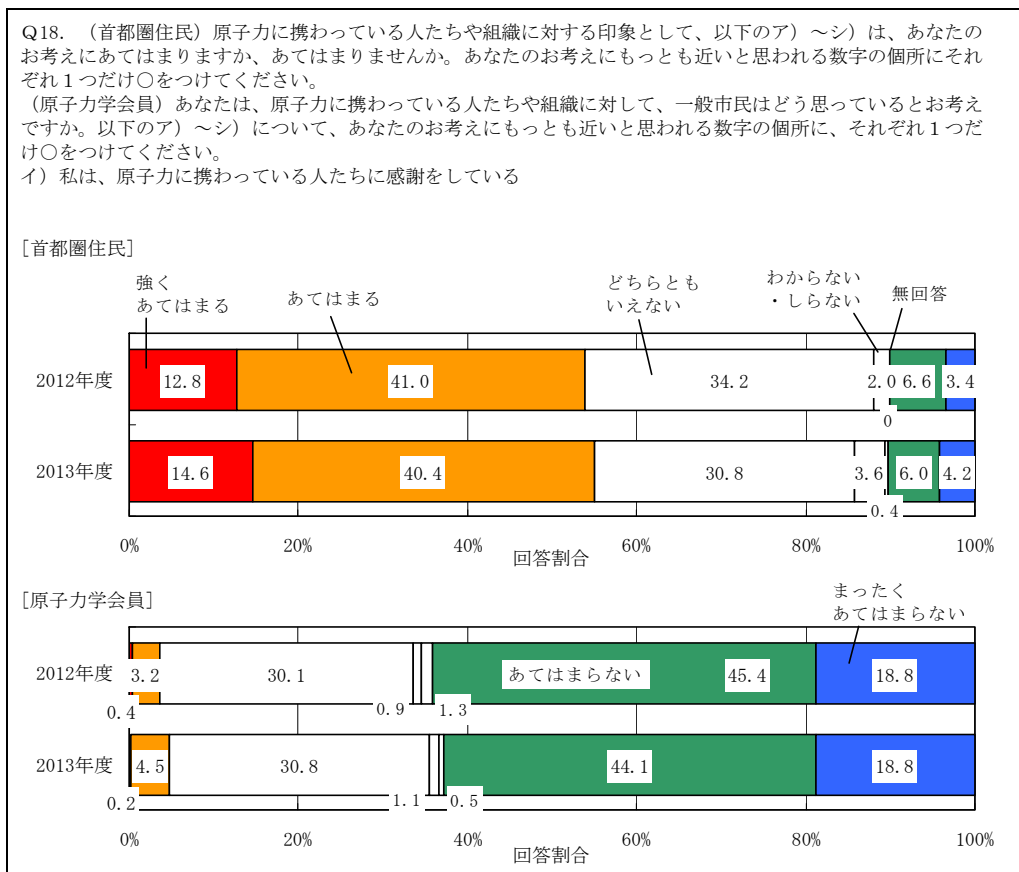 Q18. （首都圏住民）原子力に携わっている人たちや組織に対する印象として、以下のア）～シ）は、あなたの
お考えにあてはまりますか、あてはまりませんか。あなたのお考えにもっとも近いと思われる数字の個所にそれ
ぞれ１つだけ○をつけてください。
（原子力学会員）あなたは、原子力に携わっている人たちや組織に対して、一般市民はどう思っているとお考え
ですか。以下のア）～シ）について、あなたのお考えにもっとも近いと思われる数字の個所に、それぞれ１つだ
け○をつけてください。
イ）私は、原子力に携わっている人たちに感謝をしている
［首都圏住民］
強く
あてはまる
あてはまる
どちらとも
いえない
わからない
・しらない
無回答
2012年度 12.8 41.0 34.2 2.0 6.6 3.4
0
2013年度 14.6 40.4 30.8 3.6 6.0 4.2
0.4
0% 20% 40% 60% 80% 100%
回答割合
［原子力学会員］
まったく
あてはまらない
2012年度 3.2 30.1 あてはまらない 45.4 18.8
0.4 0.9 1.3
2013年度 4.5 30.8 44.1 18.8
0.2 1.1 0.5
0% 20% 40% 60% 80% 100%
回答割合